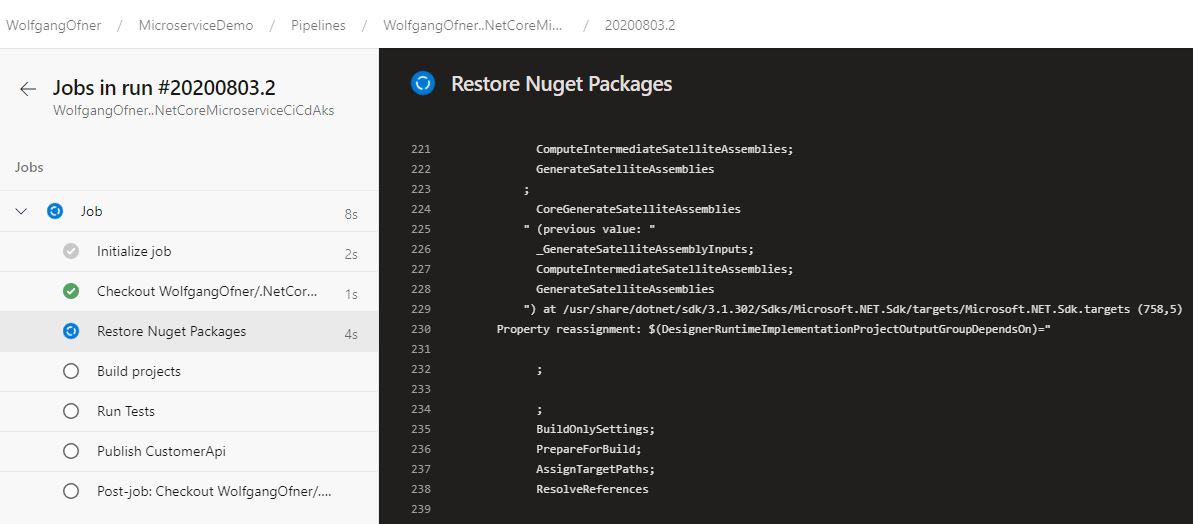 WolfgangOfner / MicroserviceDemo / Pipelines / WolfgangOfner..NetCoreMi... / 20200803.2
Jobs in run #20200803.2
WolfgangOfner..NetCoreMicroserviceCiCdAks
Jobs
Job 8s
Initialize job 2s
Checkout WolfgangOfner/.NetCor... 1s
Restore Nuget Packages 4s
Build projects
Run Tests
Publish CustomerApi
Post-job: Checkout WolfgangOfner/....
Restore Nuget Packages
221 ComputeIntermediateSatelliteAssemblies;
222 GenerateSatelliteAssemblies
223 ;
224 CoreGenerateSatelliteAssemblies
225 " (previous value: "
226 _GenerateSatelliteAssemblyInputs;
227 ComputeIntermediateSatelliteAssemblies;
228 GenerateSatelliteAssemblies
229 ") at /usr/share/dotnet/sdk/3.1.302/Sdks/Microsoft.NET.Sdk/targets/Microsoft.NET.Sdk.targets (758,5)
230 Property reassignment: $(DesignerRuntimeImplementationProjectOutputGroupDependsOn)="
231
232 ;
233
234 ;
235 BuildOnlySettings;
236 PrepareForBuild;
237 AssignTargetPaths;
238 ResolveReferences
239